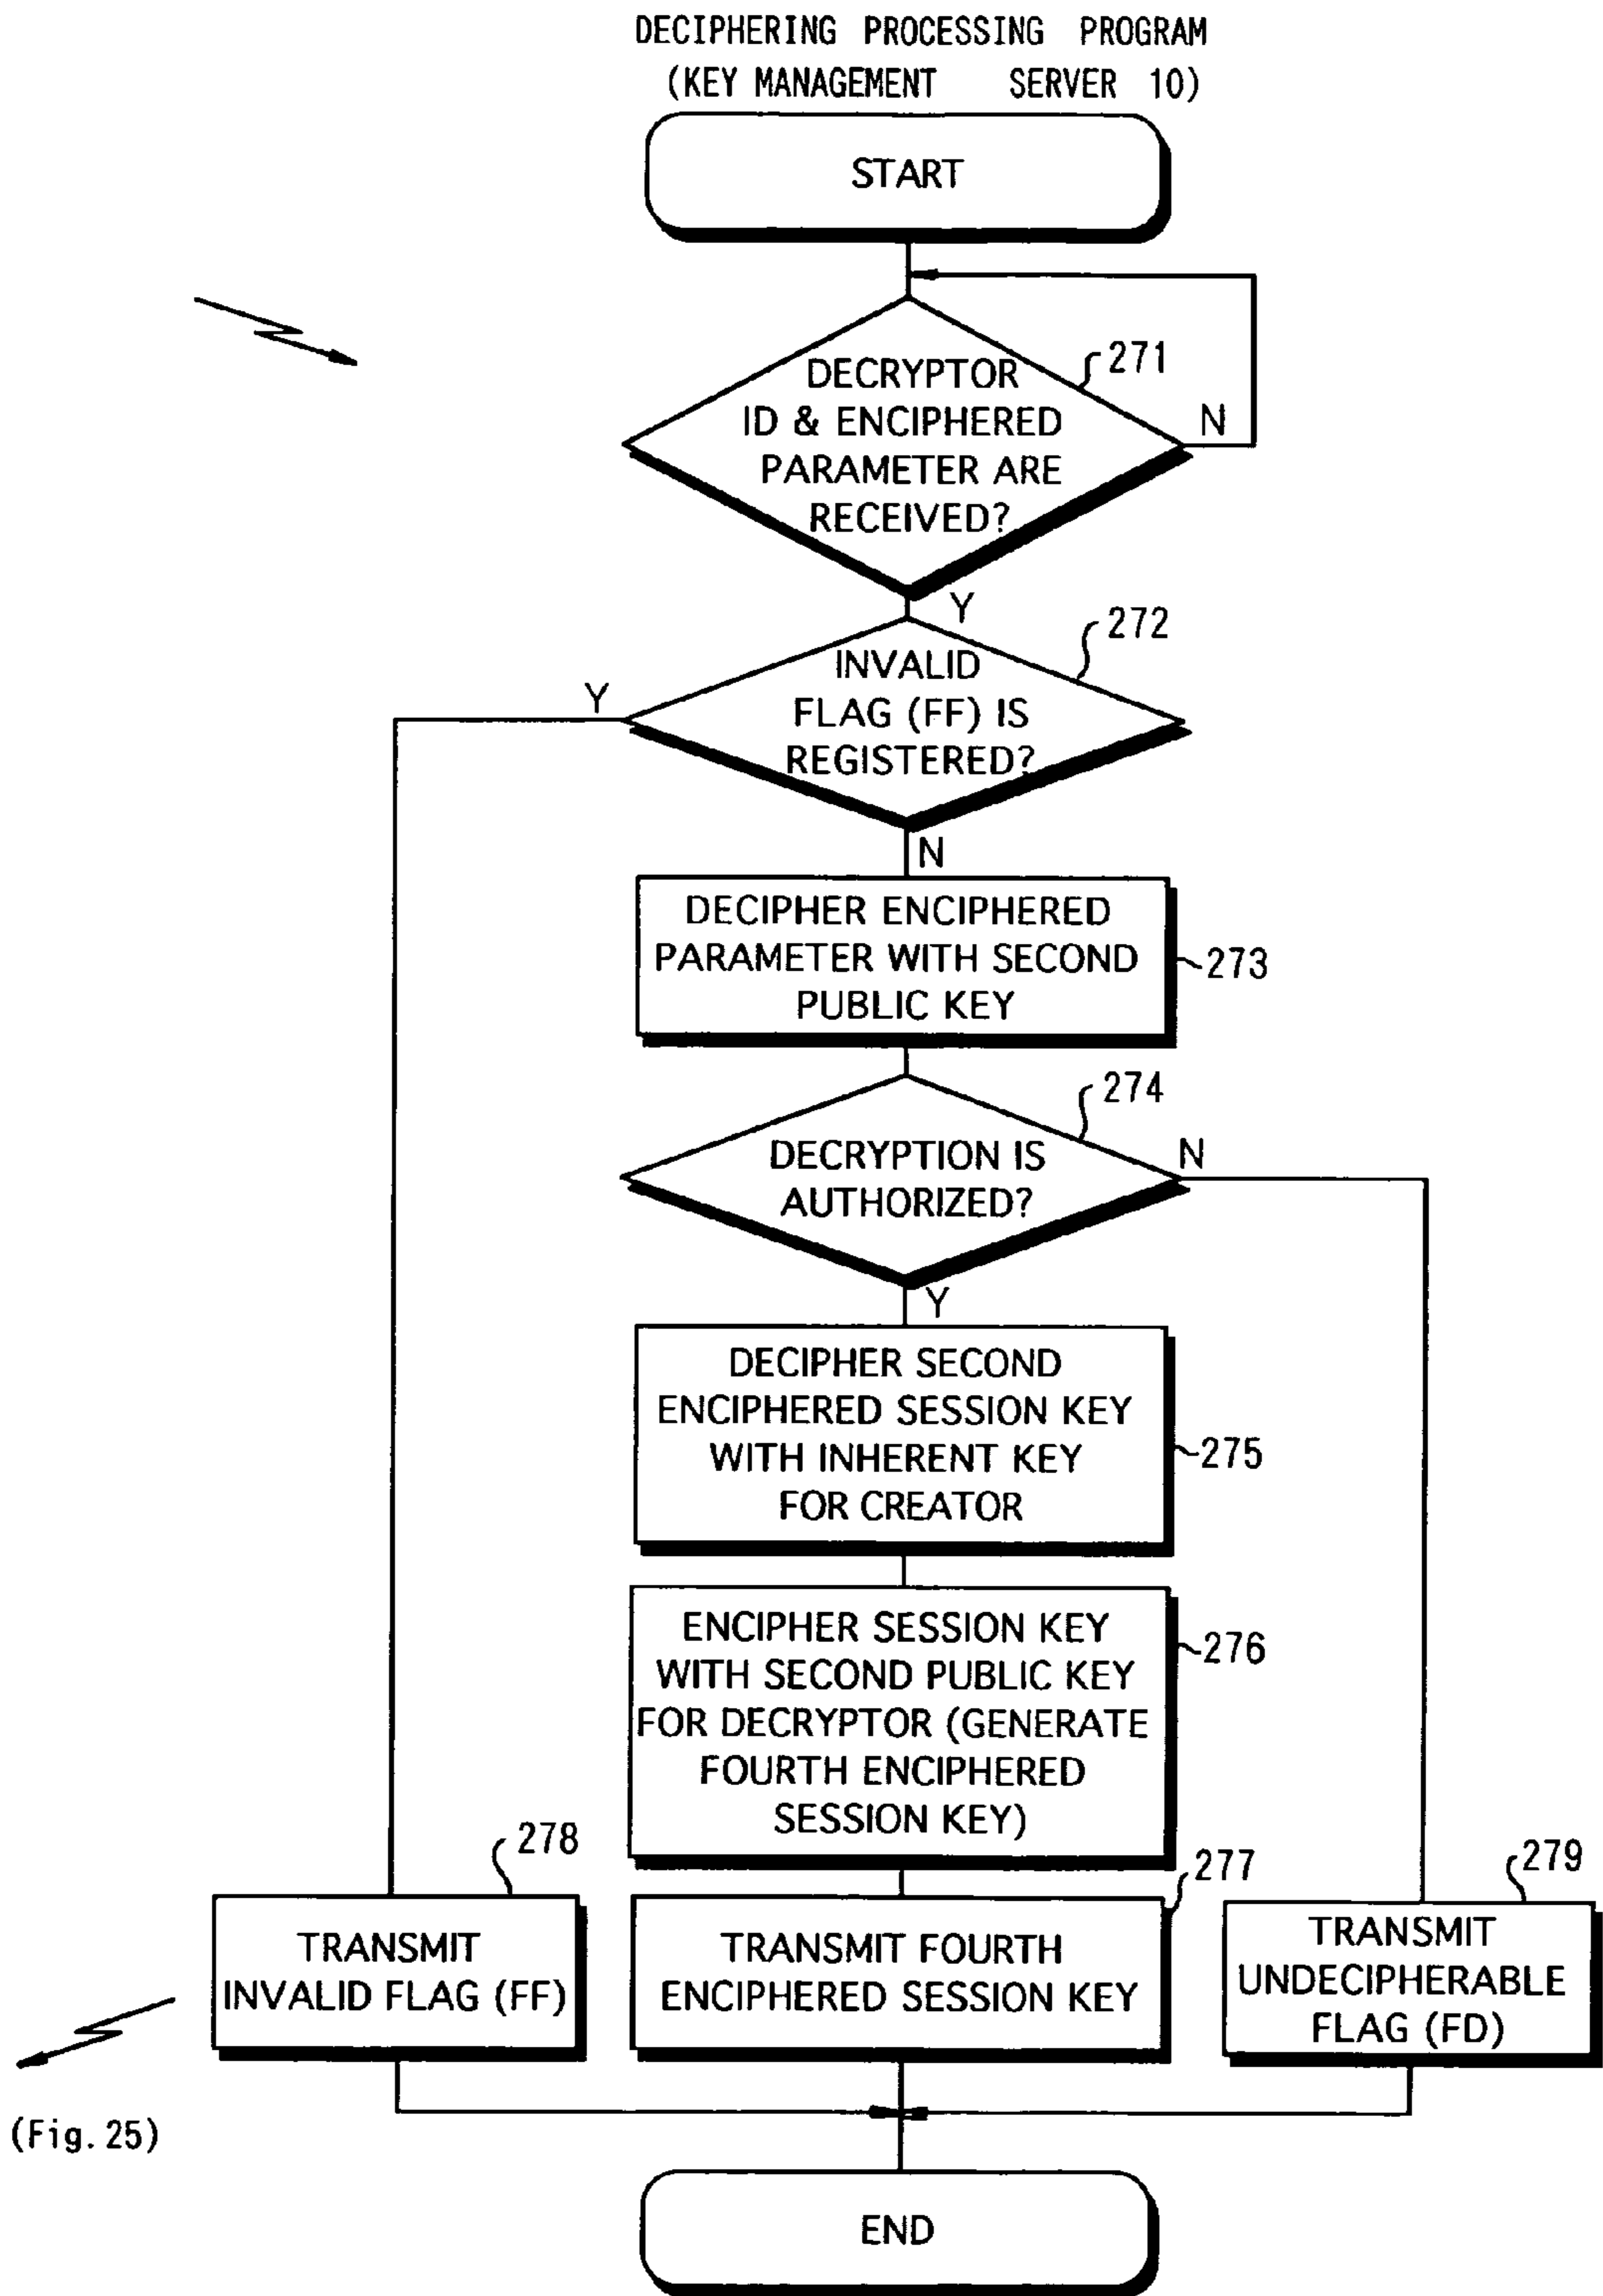 DECIPHERING PROCESSING PROGRAM
(KEY MANAGEMENT SERVER 10)
START
271
DECRYPTOR
ID & ENCIPHERED
PARAMETER ARE
RECEIVED?
N
Y
272
INVALID
FLAG (FF) IS
REGISTERED?
Y
N
DECIPHER ENCIPHERED
PARAMETER WITH SECOND
PUBLIC KEY
273
274
DECRYPTION IS
AUTHORIZED?
N
Y
DECIPHER SECOND
ENCIPHERED SESSION KEY
WITH INHERENT KEY
FOR CREATOR
275
ENCIPHER SESSION KEY
WITH SECOND PUBLIC KEY
FOR DECRYPTOR (GENERATE
FOURTH ENCIPHERED
SESSION KEY)
276
278
TRANSMIT
INVALID FLAG (FF)
277
TRANSMIT FOURTH
ENCIPHERED SESSION KEY
279
TRANSMIT
UNDECIPHERABLE
FLAG (FD)
(Fig. 25)
END